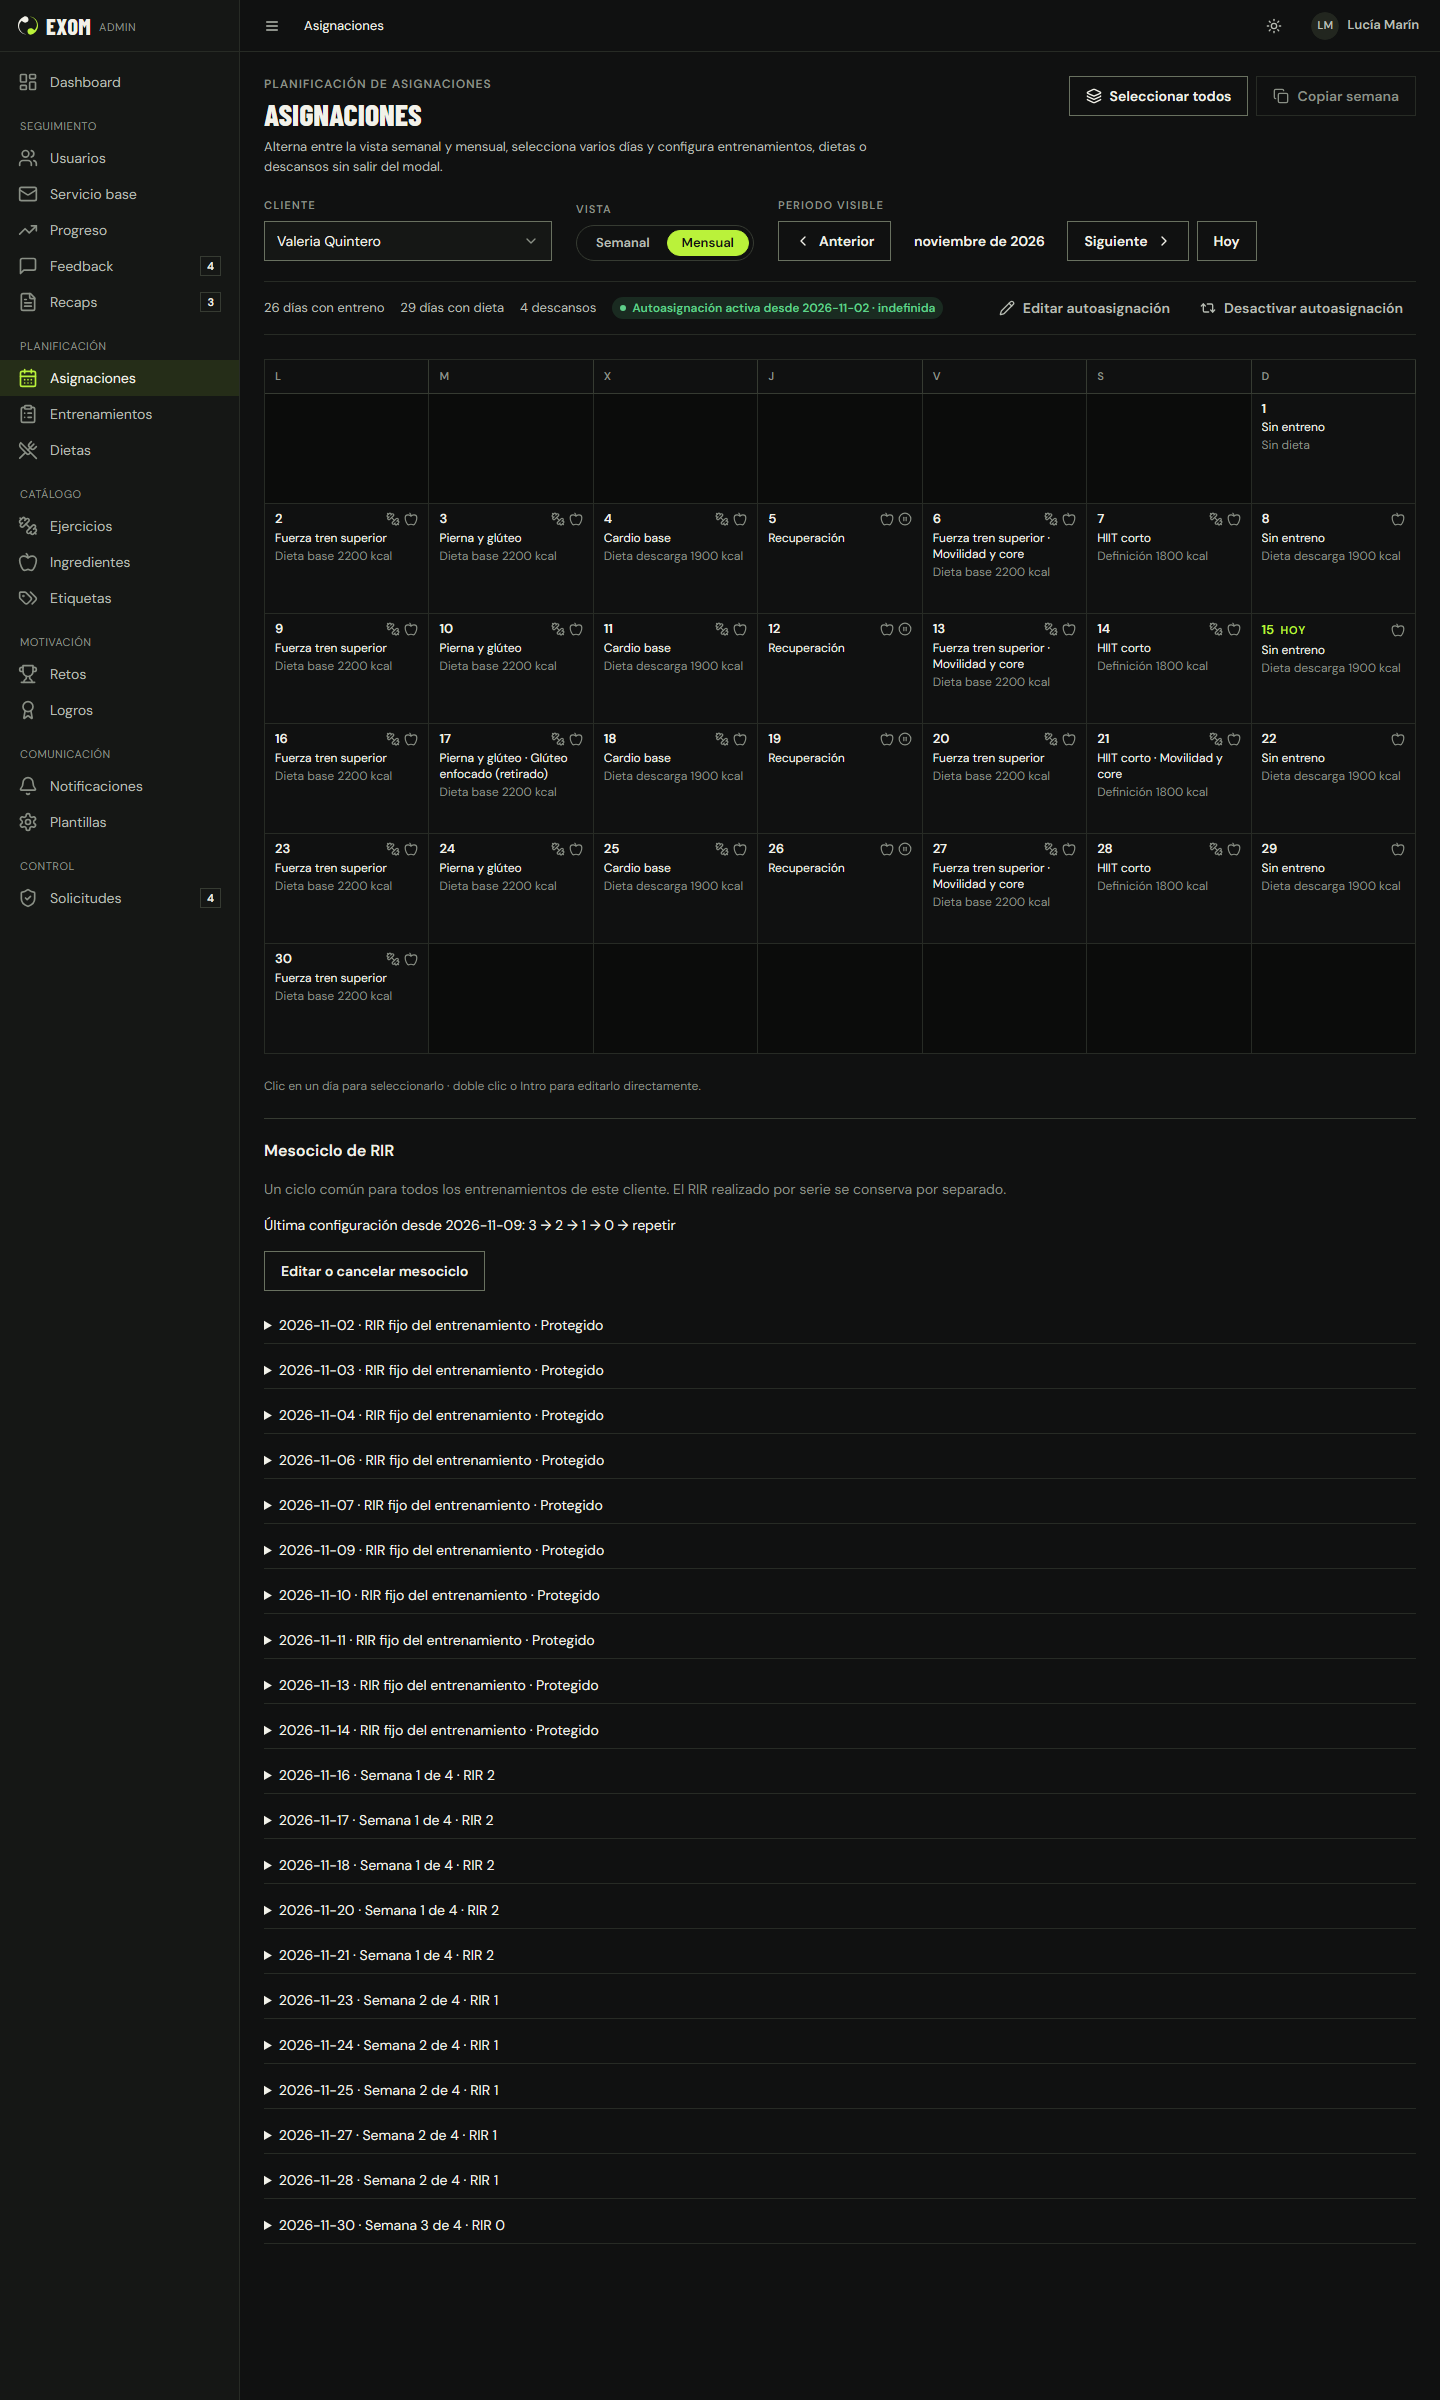 EXOM ADMIN
Asignaciones
LM Lucía Marín
Dashboard
SEGUIMIENTO
Usuarios
Servicio base
Progreso
Feedback 4
Recaps 3
PLANIFICACIÓN
Asignaciones
Entrenamientos
Dietas
CATÁLOGO
Ejercicios
Ingredientes
Etiquetas
MOTIVACIÓN
Retos
Logros
COMUNICACIÓN
Notificaciones
Plantillas
CONTROL
Solicitudes 4
PLANIFICACIÓN DE ASIGNACIONES
ASIGNACIONES
Alterna entre la vista semanal y mensual, selecciona varios días y configura entrenamientos, dietas o
descansos sin salir del modal.
Seleccionar todos
Copiar semana
CLIENTE
Valeria Quintero
VISTA
Semanal Mensual
PERIODO VISIBLE
Anterior noviembre de 2026 Siguiente Hoy
26 días con entreno 29 días con dieta 4 descansos Autoasignación activa desde 2026-11-02 · indefinida Editar autoasignación Desactivar autoasignación
L M X J V S D
1
Sin entreno
Sin dieta
2
Fuerza tren superior
Dieta base 2200 kcal
3
Pierna y glúteo
Dieta base 2200 kcal
4
Cardio base
Dieta descarga 1900 kcal
5
Recuperación
6
Fuerza tren superior ·
Movilidad y core
Dieta base 2200 kcal
7
HIIT corto
Definición 1800 kcal
8
Sin entreno
Dieta descarga 1900 kcal
9
Fuerza tren superior
Dieta base 2200 kcal
10
Pierna y glúteo
Dieta base 2200 kcal
11
Cardio base
Dieta descarga 1900 kcal
12
Recuperación
13
Fuerza tren superior ·
Movilidad y core
Dieta base 2200 kcal
14
HIIT corto
Definición 1800 kcal
15 HOY
Sin entreno
Dieta descarga 1900 kcal
16
Fuerza tren superior
Dieta base 2200 kcal
17
Pierna y glúteo · Glúteo
enfocado (retirado)
Dieta base 2200 kcal
18
Cardio base
Dieta descarga 1900 kcal
19
Recuperación
20
Fuerza tren superior
Dieta base 2200 kcal
21
HIIT corto · Movilidad y
core
Definición 1800 kcal
22
Sin entreno
Dieta descarga 1900 kcal
23
Fuerza tren superior
Dieta base 2200 kcal
24
Pierna y glúteo
Dieta base 2200 kcal
25
Cardio base
Dieta descarga 1900 kcal
26
Recuperación
27
Fuerza tren superior ·
Movilidad y core
Dieta base 2200 kcal
28
HIIT corto
Definición 1800 kcal
29
Sin entreno
Dieta descarga 1900 kcal
30
Fuerza tren superior
Dieta base 2200 kcal
Clic en un día para seleccionarlo · doble clic o Intro para editarlo directamente.
Mesociclo de RIR
Un ciclo común para todos los entrenamientos de este cliente. El RIR realizado por serie se conserva por separado.
Última configuración desde 2026-11-09: 3 → 2 → 1 → 0 → repetir
Editar o cancelar mesociclo
▶ 2026-11-02 · RIR fijo del entrenamiento · Protegido
▶ 2026-11-03 · RIR fijo del entrenamiento · Protegido
▶ 2026-11-04 · RIR fijo del entrenamiento · Protegido
▶ 2026-11-06 · RIR fijo del entrenamiento · Protegido
▶ 2026-11-07 · RIR fijo del entrenamiento · Protegido
▶ 2026-11-09 · RIR fijo del entrenamiento · Protegido
▶ 2026-11-10 · RIR fijo del entrenamiento · Protegido
▶ 2026-11-11 · RIR fijo del entrenamiento · Protegido
▶ 2026-11-13 · RIR fijo del entrenamiento · Protegido
▶ 2026-11-14 · RIR fijo del entrenamiento · Protegido
▶ 2026-11-16 · Semana 1 de 4 · RIR 2
▶ 2026-11-17 · Semana 1 de 4 · RIR 2
▶ 2026-11-18 · Semana 1 de 4 · RIR 2
▶ 2026-11-20 · Semana 1 de 4 · RIR 2
▶ 2026-11-21 · Semana 1 de 4 · RIR 2
▶ 2026-11-23 · Semana 2 de 4 · RIR 1
▶ 2026-11-24 · Semana 2 de 4 · RIR 1
▶ 2026-11-25 · Semana 2 de 4 · RIR 1
▶ 2026-11-27 · Semana 2 de 4 · RIR 1
▶ 2026-11-28 · Semana 2 de 4 · RIR 1
▶ 2026-11-30 · Semana 3 de 4 · RIR 0